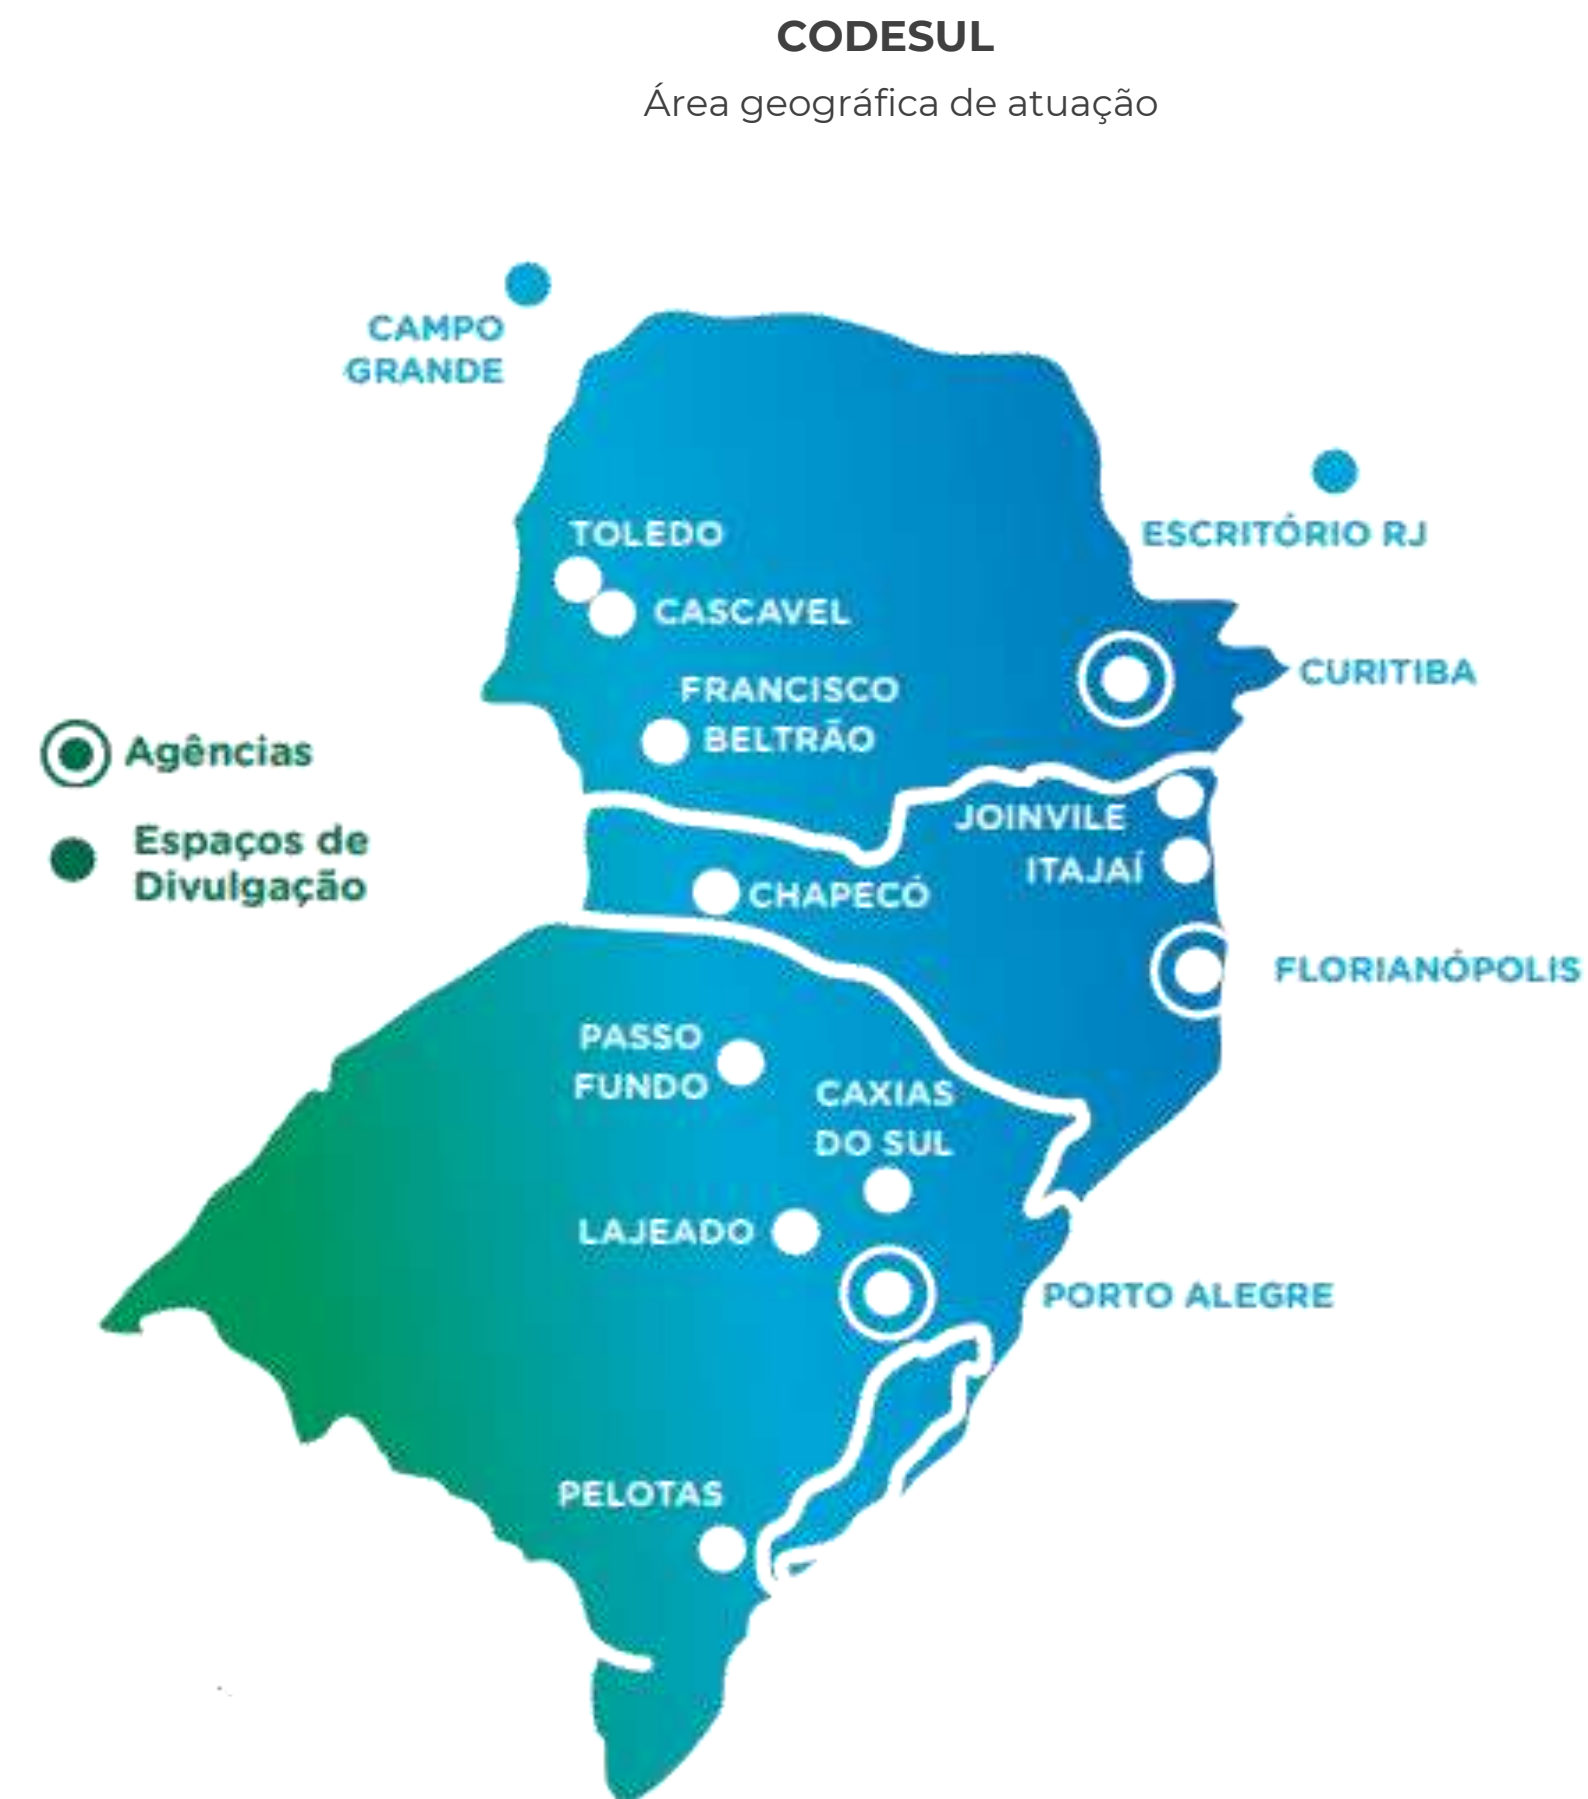 CODESUL
Área geográfica de atuação
CAMPO
GRANDE
ESCRITÓRIO RJ
TOLEDO
CASCAVEL
FRANCISCO
BELTRÃO
CURITIBA
Agências
Espaços de
Divulgação
JOINVILE
ITAJAÍ
CHAPECÓ
FLORIANÓPOLIS
PASSO
FUNDO
CAXIAS
DO SUL
LAJEADO
PORTO ALEGRE
PELOTAS